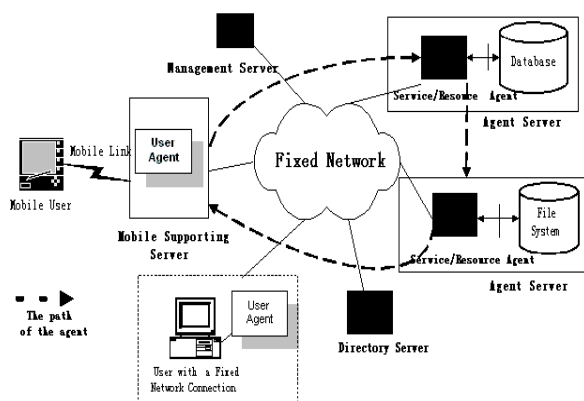 Management Server
Database
Service/Resouce Agent
Agent Server
User
Agent
Fixed Network
Mobile Link
Mobile User
Mobile Supporting
Server
File
System
Service/Resource Agent
Agent Server
The path
of the agent
User
Agent
User with a Fixed
Network Connection
Directory Server